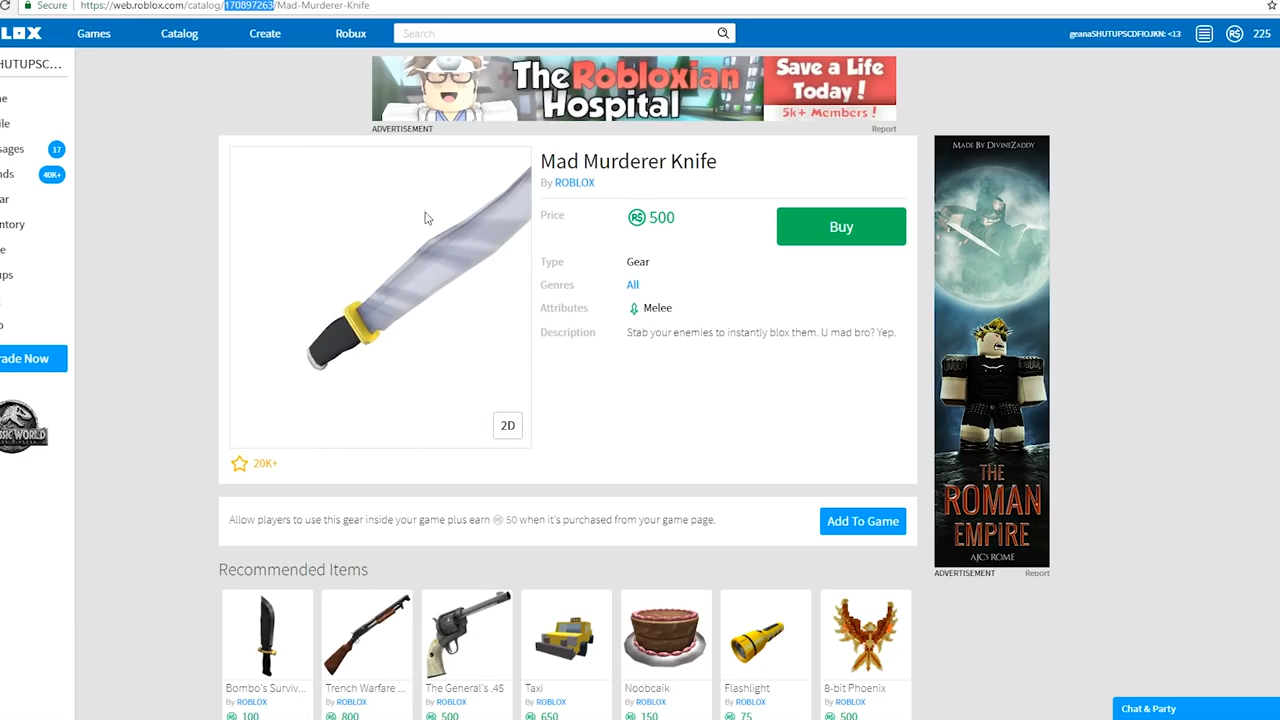 Secure
https://web.roblox.com/catalog/170897263/Mad-Murderer-Knife
LOX
Games
Catalog
Create
Robux
Search
geanaSHUTUPSCDFIOJKN: <13
225
HUTUPSC...
me
ile
sages
17
nds
40K+
ar
ntory
e
ups
o
rade Now
SSIC WORLD
The Robloxian
Hospital
Save a Life
Today!
5k+ Members!
ADVERTISEMENT
Report
Mad Murderer Knife
By ROBLOX
Price
R$ 500
Buy
Type
Gear
Genres
All
Attributes
Melee
Description
Stab your enemies to instantly blox them. U mad bro? Yep.
2D
20K+
MADE BY DIVINEZADDY
THE
ROMAN
EMPIRE
AJC'S ROME
ADVERTISEMENT
Report
Allow players to use this gear inside your game plus earn R$ 50 when it's purchased from your game page.
Add To Game
Recommended Items
Bombo's Surviv...
By ROBLOX
100
Trench Warfare ...
By ROBLOX
800
The General's .45
By ROBLOX
500
Taxi
By ROBLOX
650
Noobcaik
By ROBLOX
150
Flashlight
By ROBLOX
75
8-bit Phoenix
By ROBLOX
500
Chat & Party